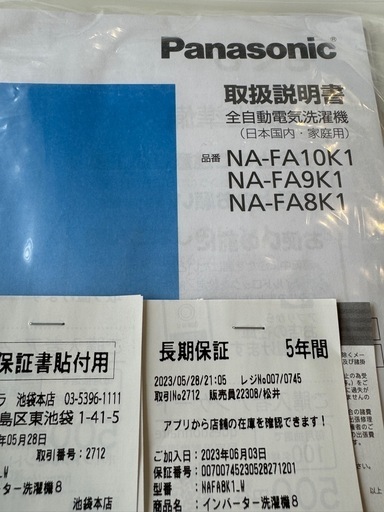 Panasonic
取扱説明書
全自動電気洗濯機
(日本国内・家庭用)
品番 NA-FA10K1
NA-FA9K1
NA-FA8K1
保証書貼付用
池袋本店 03-5396-1111
島区東池袋 1-41-5
05月28日
取引番号:2712
ーター洗濯機8
池袋本店
長期保証 5年間
2023/05/28/21:05 レジNo007/0745
取引No2712 販売員22308/松井
アプリから店舗の在庫を確認できます!
ご加入日:2023年06月03日
保証番号:00700745230528271201
型番:NAFA8K1_W
商品名:インバーター洗濯機8